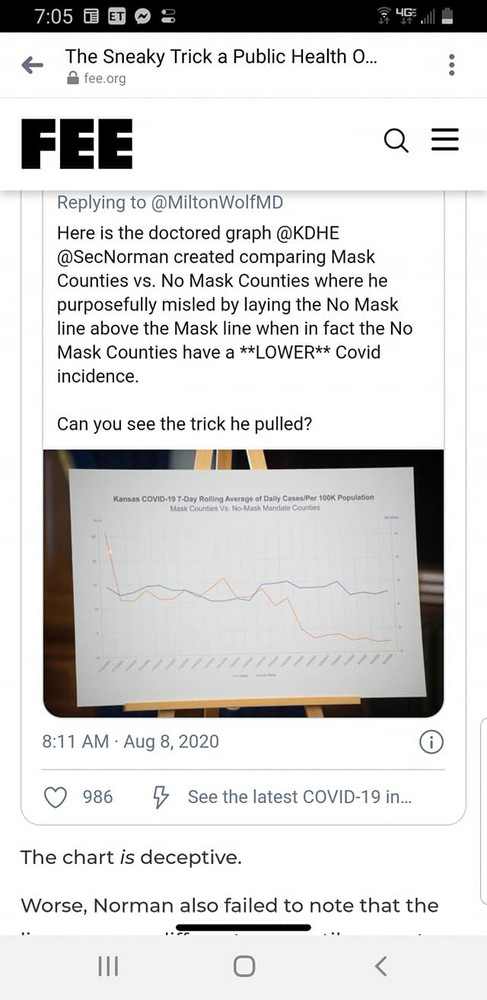 7:05
ET
4G
The Sneaky Trick a Public Health O...
fee.org
FEE
Replying to @MiltonWolfMD
Here is the doctored graph @KDHE
@SecNorman created comparing Mask
Counties vs. No Mask Counties where he
purposefully misled by laying the No Mask
line above the Mask line when in fact the No
Mask Counties have a **LOWER** Covid
incidence.
Can you see the trick he pulled?
Kansas COVID-19 7-Day Rolling Average of Daily Cases/Per 100K Population
Mask Counties Vs. No-Mask Mandate Counties
8:11 AM · Aug 8, 2020
986
See the latest COVID-19 in...
The chart is deceptive.
Worse, Norman also failed to note that the